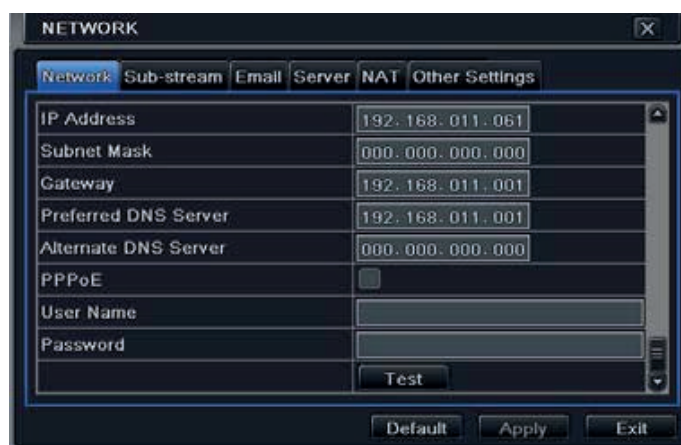 NETWORK
Network Sub-stream Email Server NAT Other Settings
IP Address 192.168.011.061
Subnet Mask 000.000.000.000
Gateway 192.168.011.001
Preferred DNS Server 192.168.011.001
Alternate DNS Server 000.000.000.000
PPPoE
User Name
Password
Test
Default Apply Exit